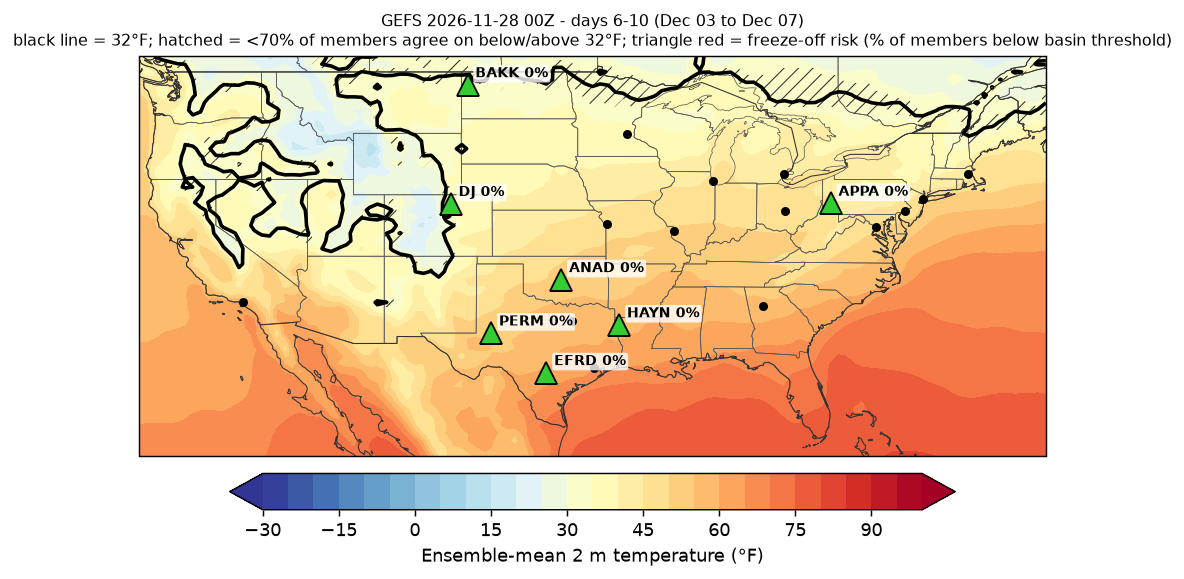 GEFS 2026-11-28 00Z - days 6-10 (Dec 03 to Dec 07)
black line = 32°F; hatched = <70% of members agree on below/above 32°F; triangle red = freeze-off risk (% of members below basin threshold)
BAKK 0%
DJ 0%
APPA 0%
ANAD 0%
HAYN 0%
PERM 0%
EFRD 0%
−30 −15 0 15 30 45 60 75 90
Ensemble-mean 2 m temperature (°F)